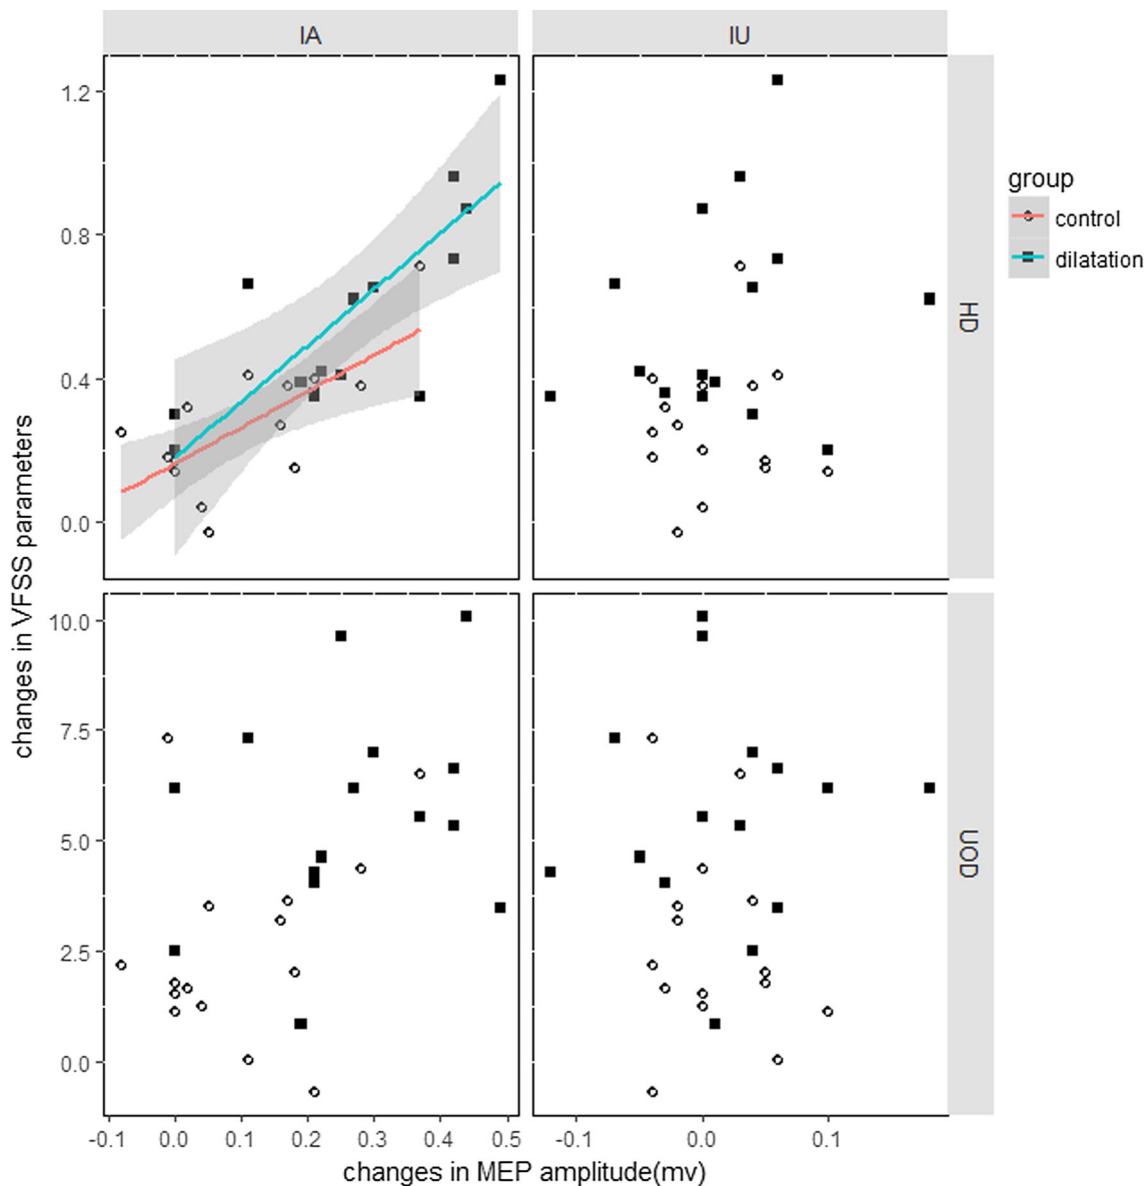 IA
IU
changes in VFSS parameters
1.2
0.8
0.4
0.0
HD
group
control
dilatation
10.0
7.5
5.0
2.5
0.0
UOD
-0.1 0.0 0.1 0.2 0.3 0.4 0.5
-0.1 0.0 0.1
changes in MEP amplitude(mv)